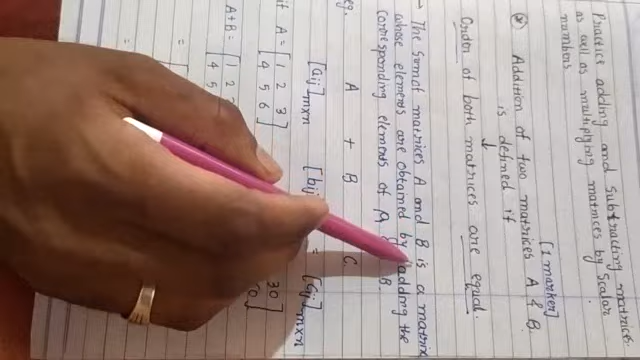 Practice adding and Subtracting matrices
as well as multiplying matrices by Scalar
numbers
[1 marker]
* Addition of two matrices A & B.
is defined if
↓
Order of both matrices are equal.
→ The Sum of matrices A and B is a matrix
whose elements are obtained by adding the
corresponding elements of A B.
eg. A + B C.
[aij]mxn [bij = [cij]mxn
if A = [1 2 3
4 5 6] 30
A+B = [1 2
4 5
=
=